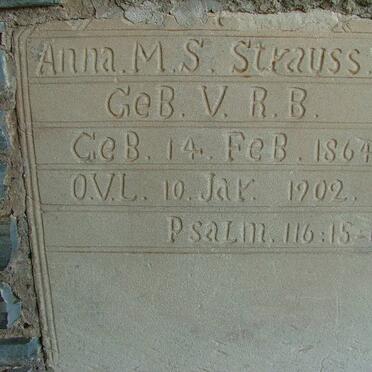 Anna. M. S. Strauss.
GeB. V. R. B.
GeB. 14. FeB. 1864
O.V.L. 10. Jar. 1902.
Psalm. 116:15-